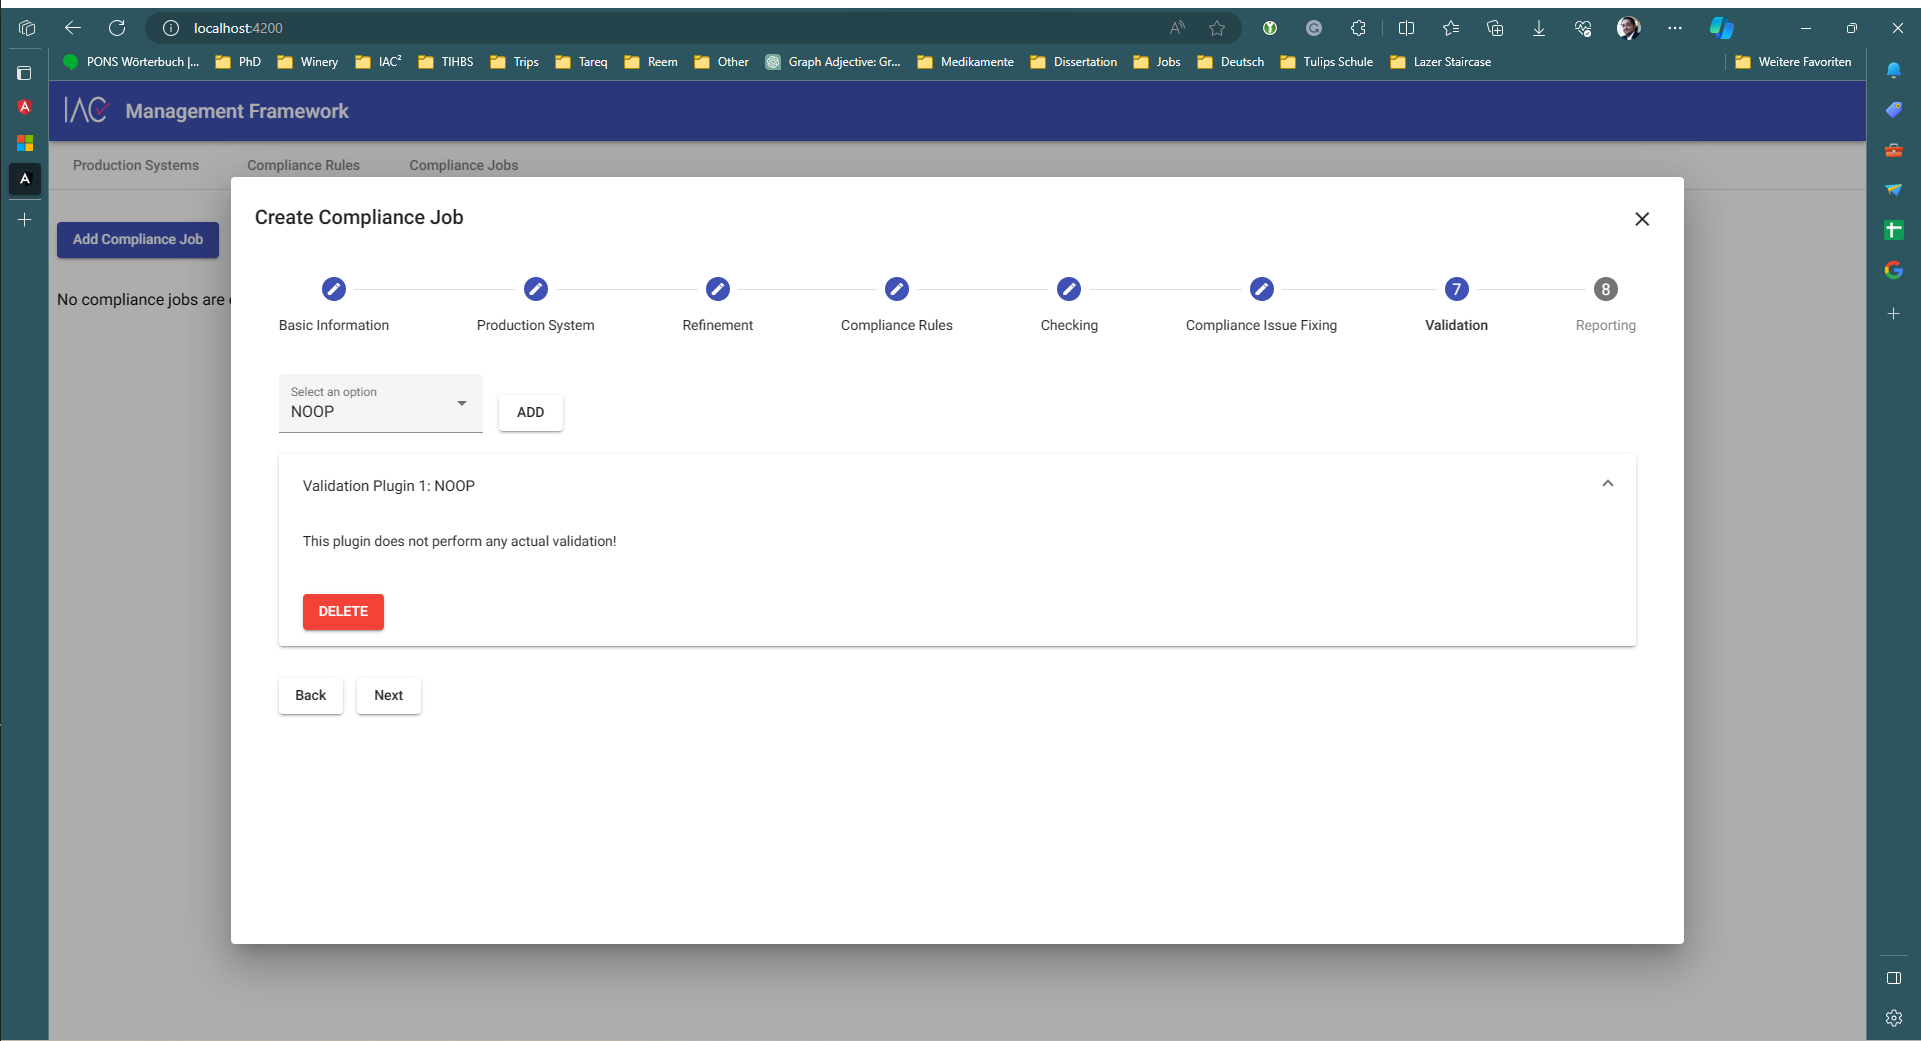 localhost:4200
PONS Wörterbuch |... PhD Winery IAC² TIHBS Trips Tareq Reem Other Graph Adjective: Gr... Medikamente Dissertation Jobs Deutsch Tulips Schule Lazer Staircase Weitere Favoriten
IAC Management Framework
Production Systems Compliance Rules Compliance Jobs
Create Compliance Job
Add Compliance Job
No compliance jobs are
7 8
Basic Information Production System Refinement Compliance Rules Checking Compliance Issue Fixing Validation Reporting
Select an option
NOOP
ADD
Validation Plugin 1: NOOP
This plugin does not perform any actual validation!
DELETE
Back Next